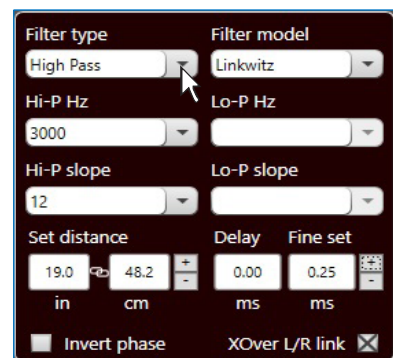 Filter type Filter model
High Pass Linkwitz
Hi-P Hz Lo-P Hz
3000
Hi-P slope Lo-P slope
12
Set distance Delay Fine set
19.0 48.2 + - 0.00 0.25 + -
in cm ms ms
Invert phase XOver L/R link